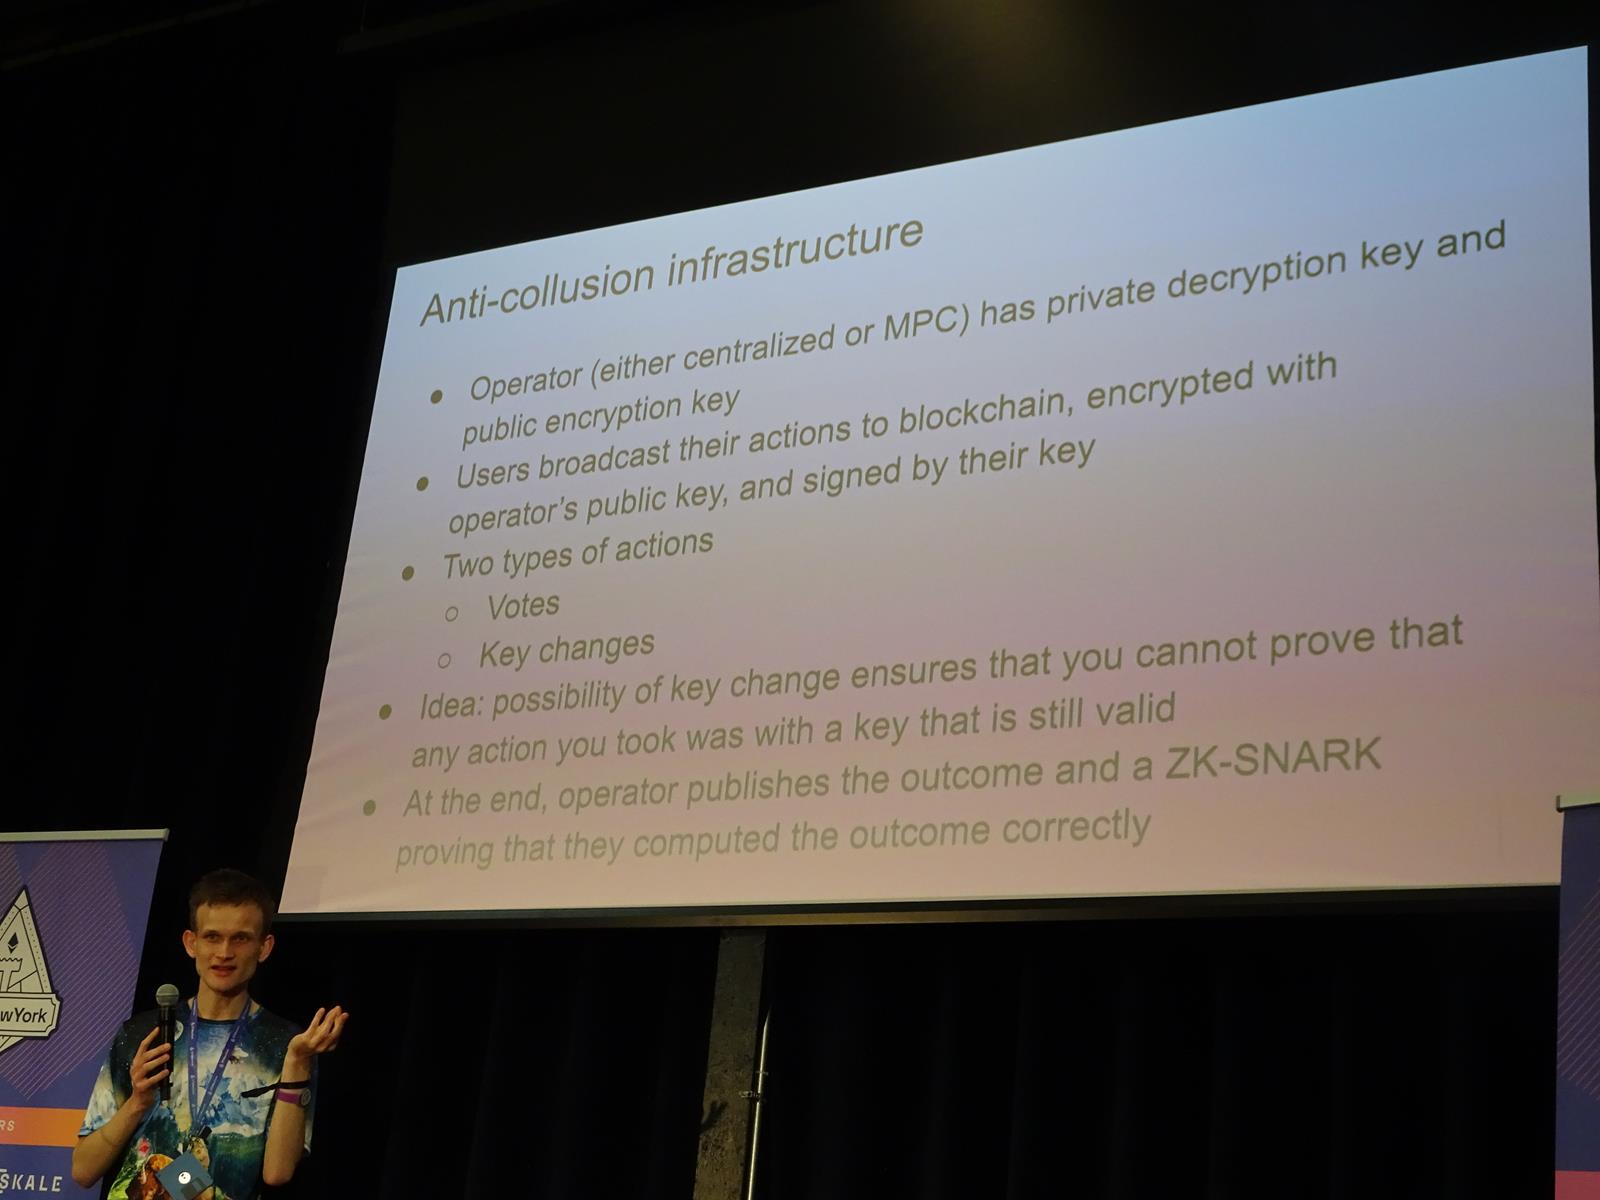 Anti-collusion infrastructure
● Operator (either centralized or MPC) has private decryption key and
public encryption key
● Users broadcast their actions to blockchain, encrypted with
operator's public key, and signed by their key
● Two types of actions
○ Votes
○ Key changes
● Idea: possibility of key change ensures that you cannot prove that
any action you took was with a key that is still valid
● At the end, operator publishes the outcome and a ZK-SNARK
proving that they computed the outcome correctly
wYork
RS
SKALE